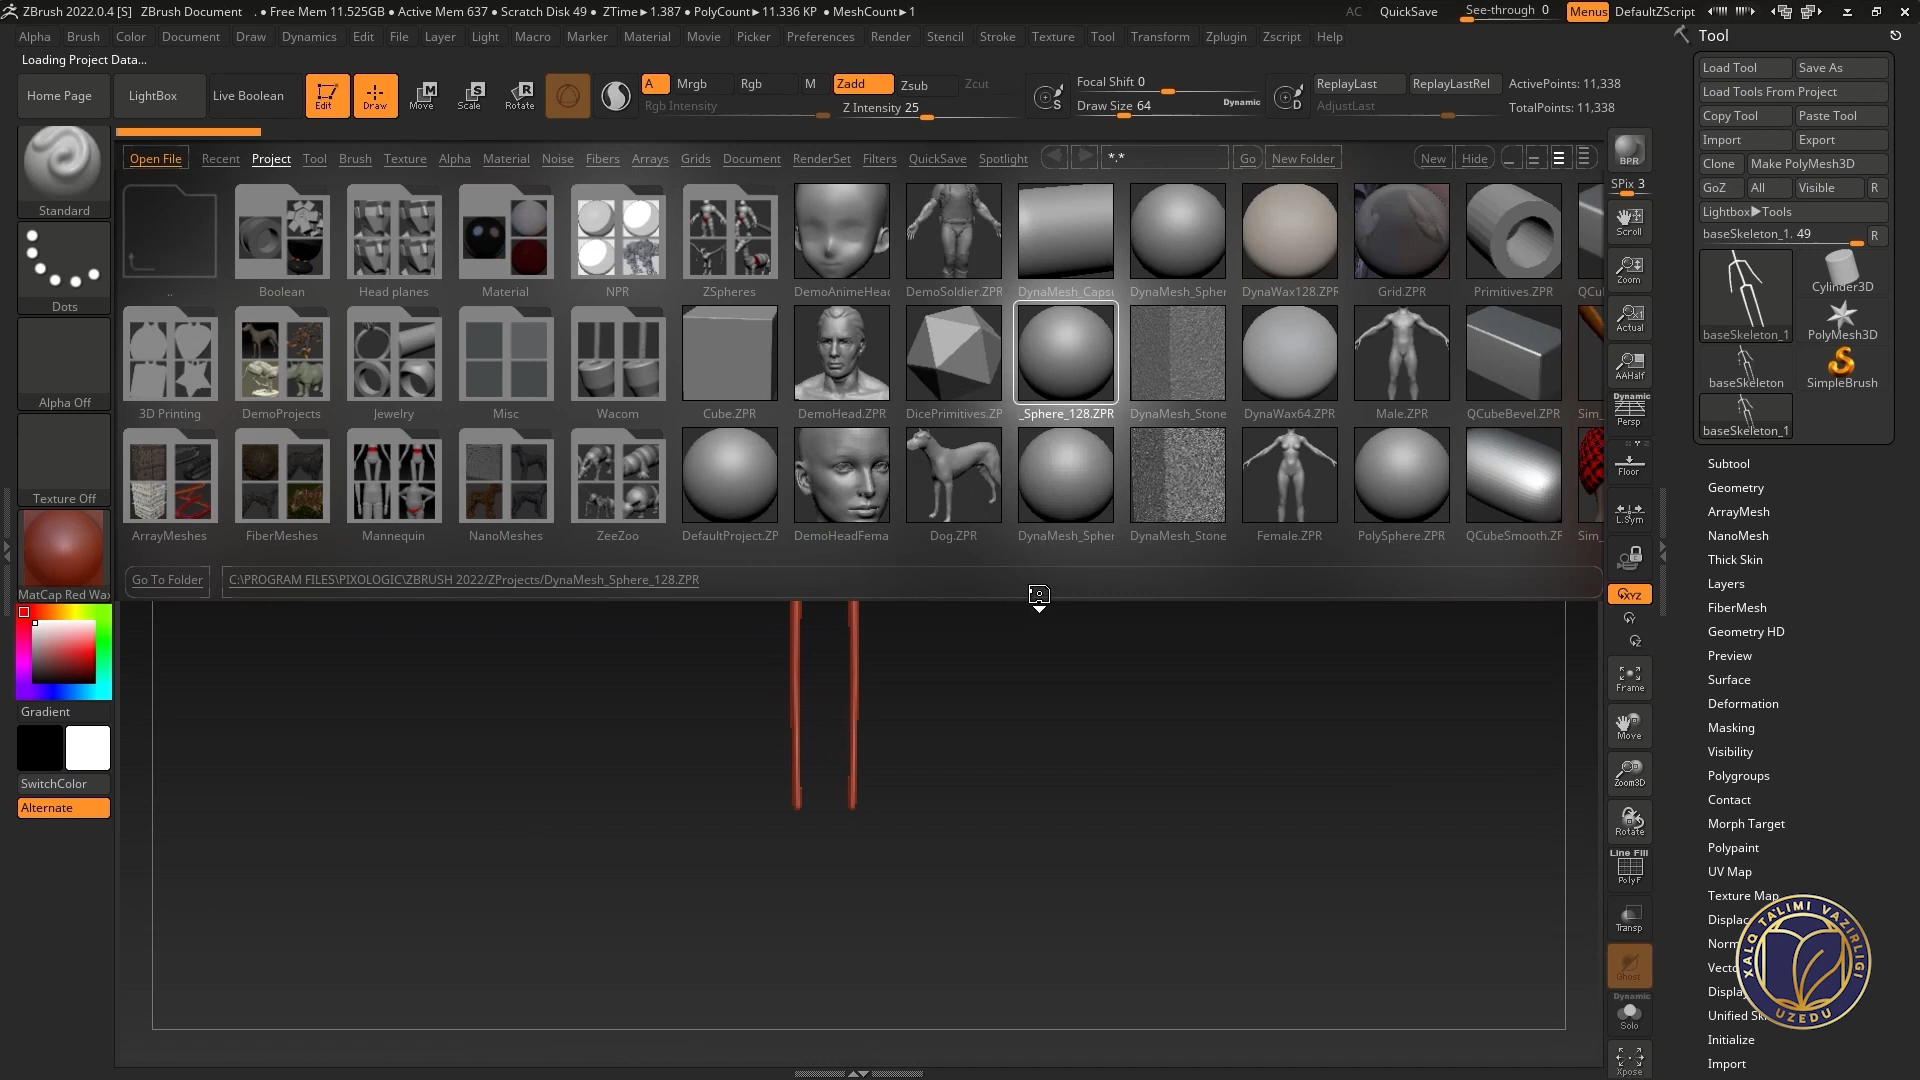 ZBrush 2022.0.4 [S] ZBrush Document . ● Free Mem 11.525GB ● Active Mem 637 ● Scratch Disk 49 ● ZTime►1.387 ● PolyCount►11.336 KP ● MeshCount►1 AC QuickSave See-through 0 Menus DefaultZScript
Alpha Brush Color Document Draw Dynamics Edit File Layer Light Macro Marker Material Movie Picker Preferences Render Stencil Stroke Texture Tool Transform Zplugin Zscript Help
Loading Project Data...
Home Page LightBox Live Boolean Edit Draw Move Scale Rotate
A Mrgb Rgb M Zadd Zsub Zcut
Rgb Intensity Z Intensity 25
S Focal Shift 0
Draw Size 64 Dynamic
D ReplayLast ReplayLastRel ActivePoints: 11,338
AdjustLast TotalPoints: 11,338
Open File Recent Project Tool Brush Texture Alpha Material Noise Fibers Arrays Grids Document RenderSet Filters QuickSave Spotlight *.* Go New Folder New Hide
.. Boolean Head planes Material NPR ZSpheres DemoAnimeHead DemoSoldier.ZPR DynaMesh_Capsu DynaMesh_Spher DynaWax128.ZPR Grid.ZPR Primitives.ZPR QCu
3D Printing DemoProjects Jewelry Misc Wacom Cube.ZPR DemoHead.ZPR DicePrimitives.ZP _Sphere_128.ZPR DynaMesh_Stone DynaWax64.ZPR Male.ZPR QCubeBevel.ZP Sim_
ArrayMeshes FiberMeshes Mannequin NanoMeshes ZeeZoo DefaultProject.ZP DemoHeadFema Dog.ZPR DynaMesh_Spher DynaMesh_Stone Female.ZPR PolySphere.ZPR QCubeSmooth.ZF Sim_
Go To Folder C:\PROGRAM FILES\PIXOLOGIC\ZBRUSH 2022/ZProjects/DynaMesh_Sphere_128.ZPR
Standard
Dots
Alpha Off
Texture Off
MatCap Red Wax
Gradient
SwitchColor
Alternate
BPR
SPix 3
Scroll
Zoom
Actual
AAHalf
Dynamic
Persp
Floor
L.Sym
XYZ
Frame
Move
Zoom3D
Rotate
Line Fill
PolyF
Transp
Ghost
Dynamic
Solo
Xpose
Tool
Load Tool Save As
Load Tools From Project
Copy Tool Paste Tool
Import Export
Clone Make PolyMesh3D
GoZ All Visible R
Lightbox►Tools
baseSkeleton_1. 49 R
Cylinder3D
baseSkeleton_1 PolyMesh3D
baseSkeleton SimpleBrush
baseSkeleton_1
Subtool
Geometry
ArrayMesh
NanoMesh
Thick Skin
Layers
FiberMesh
Geometry HD
Preview
Surface
Deformation
Masking
Visibility
Polygroups
Contact
Morph Target
Polypaint
UV Map
Texture Map
Displac
Norm
Vecto
Display
Unified Sk
Initialize
Import
XALQ TA'LIMI VAZIRLIGI
UZEDU